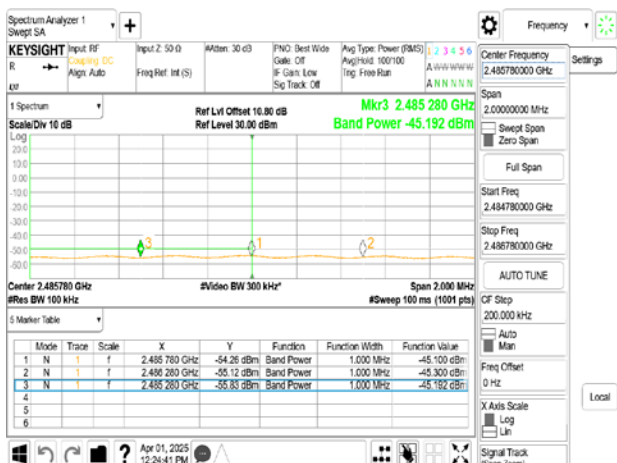 Spectrum Analyzer 1
Swept SA
KEYSIGHT
R
Input: RF
Coupling: DC
Align: Auto
Input Z: 50 Ω
Freq Ref: Int (S)
#Atten: 30 dB
PNO: Best Wide
Gate: Off
IF Gain: Low
Sig Track: Off
Avg Type: Power (RMS)
Avg|Hold: 100/100
Trig: Free Run
1 2 3 4 5 6
A W W W W W
A N N N N N
1 Spectrum
Scale/Div 10 dB
Ref Lvl Offset 10.80 dB
Ref Level 30.00 dBm
Mkr3 2.485 280 GHz
Band Power -45.192 dBm
Log
20.0
10.0
0.00
-10.0
-20.0
-30.0
-40.0
-50.0
-60.0
3
1
2
Center 2.485780 GHz
#Res BW 100 kHz
#Video BW 300 kHz*
Span 2.000 MHz
#Sweep 100 ms (1001 pts)
5 Marker Table
Mode Trace Scale X Y Function Function Width Function Value
1 N 1 f 2.485 780 GHz -54.26 dBm Band Power 1.000 MHz -45.100 dBm
2 N 1 f 2.486 280 GHz -55.12 dBm Band Power 1.000 MHz -45.300 dBm
3 N 1 f 2.485 280 GHz -55.83 dBm Band Power 1.000 MHz -45.192 dBm
4
5
6
?
Apr 01, 2025
12:24:41 PM
Frequency
Settings
Center Frequency
2.485780000 GHz
Span
2.00000000 MHz
Swept Span
Zero Span
Full Span
Start Freq
2.484780000 GHz
Stop Freq
2.486780000 GHz
AUTO TUNE
CF Step
200.000 kHz
Auto
Man
Freq Offset
0 Hz
X Axis Scale
Log
Lin
Local
Signal Track